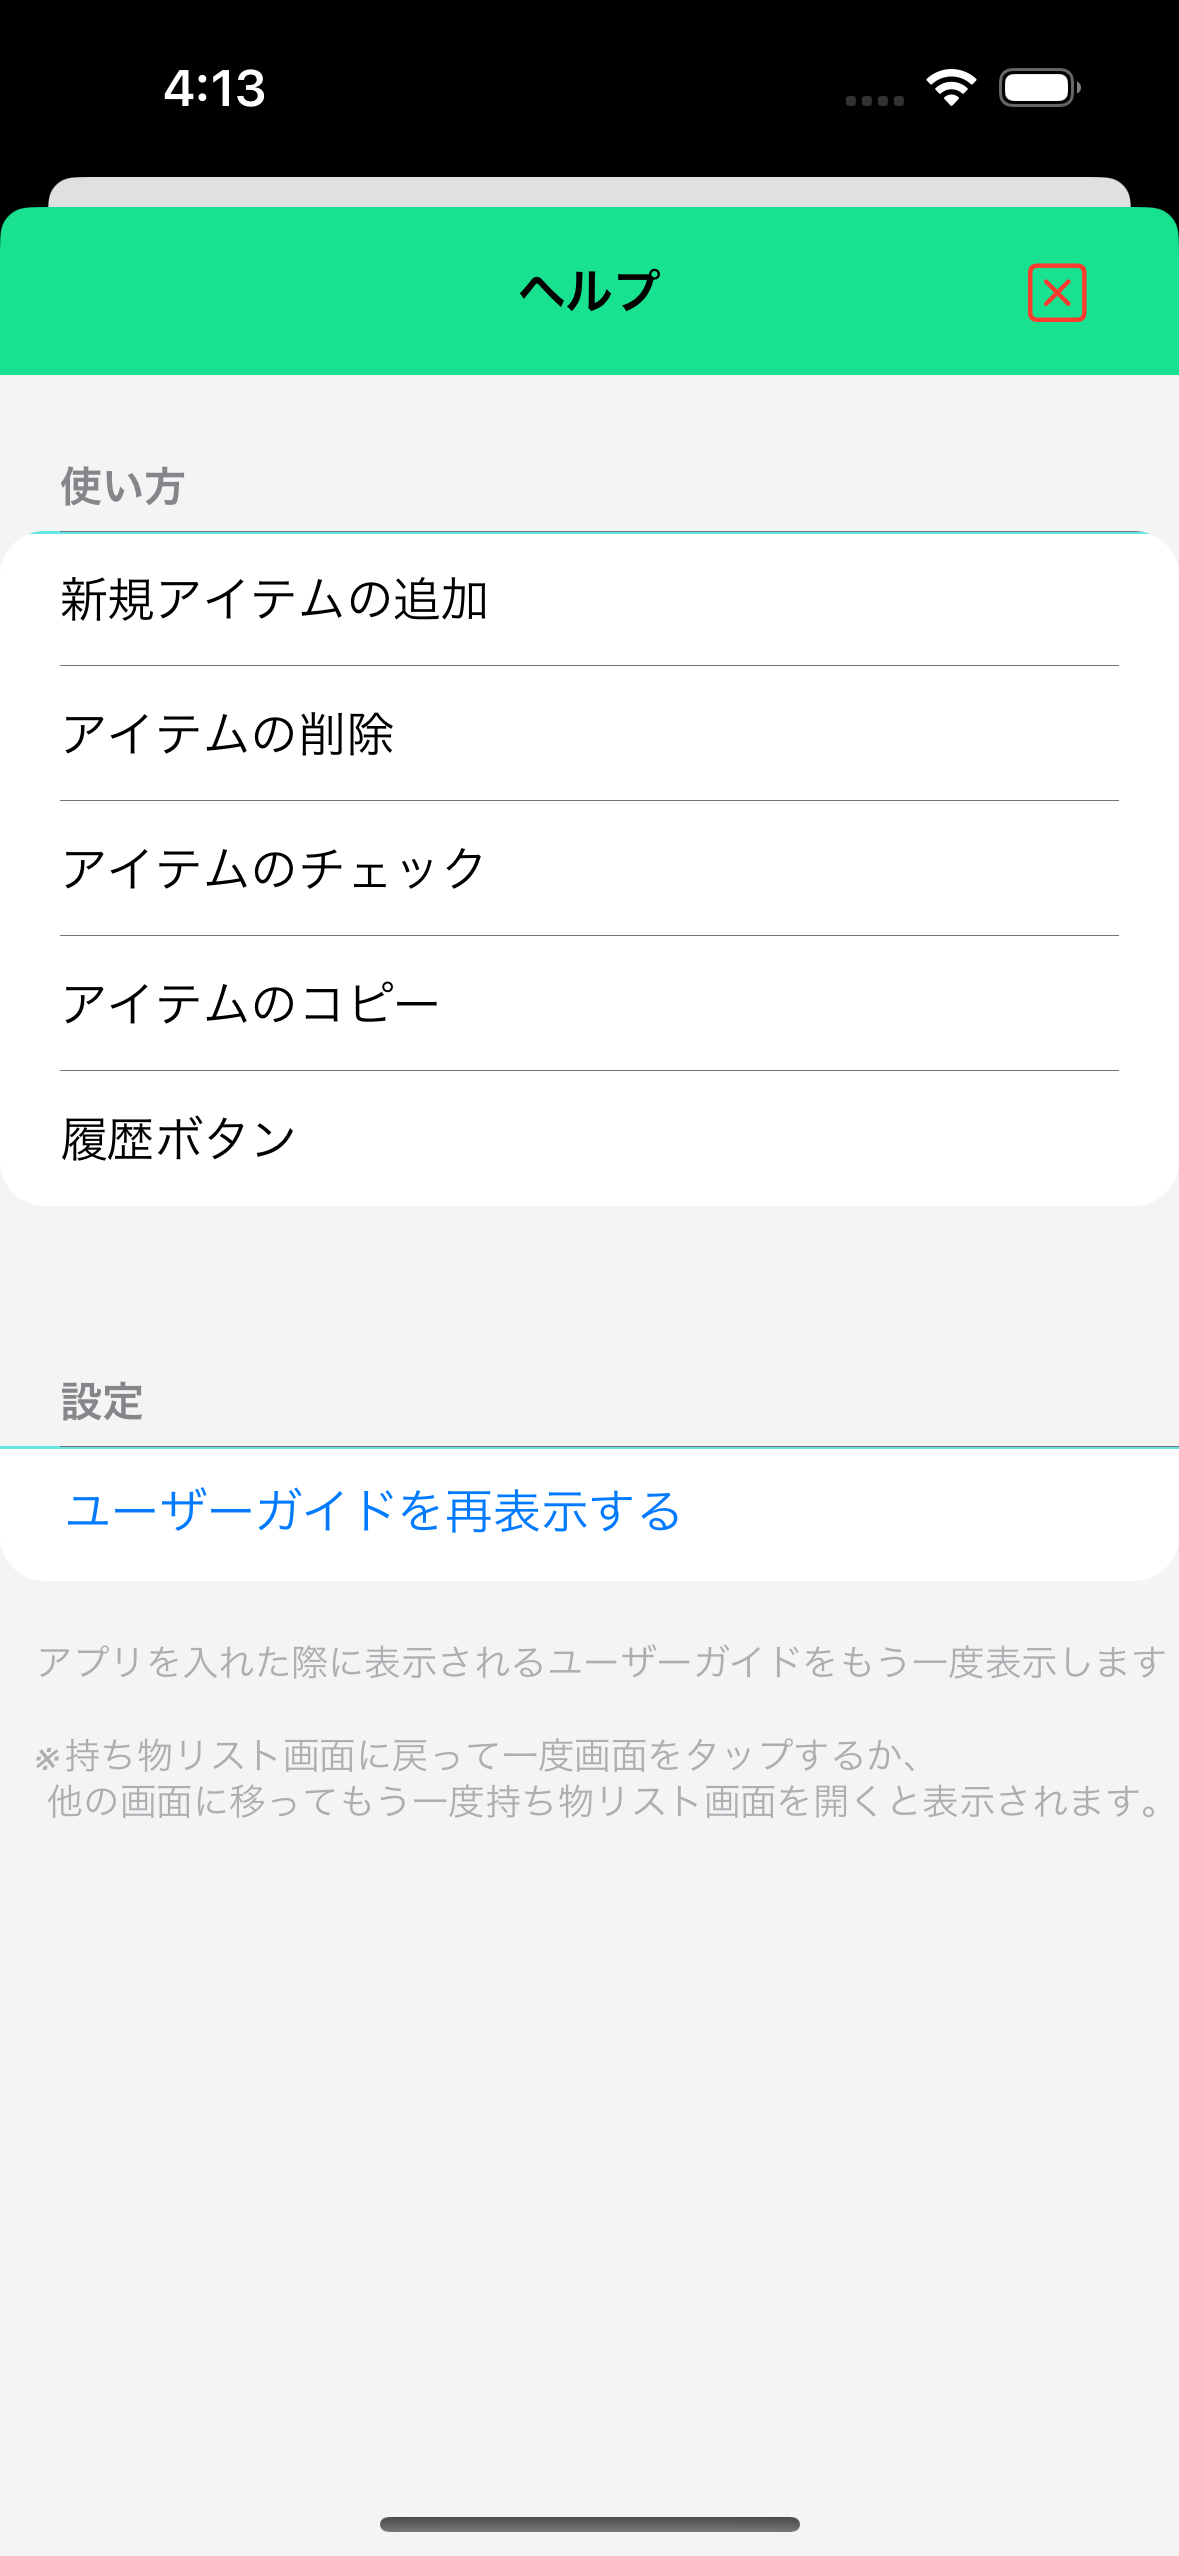 4:13
ヘルプ
使い方
新規アイテムの追加
アイテムの削除
アイテムのチェック
アイテムのコピー
履歴ボタン
設定
ユーザーガイドを再表示する
アプリを入れた際に表示されるユーザーガイドをもう一度表示します
※持ち物リスト画面に戻って一度画面をタップするか、
他の画面に移ってもう一度持ち物リスト画面を開くと表示されます。